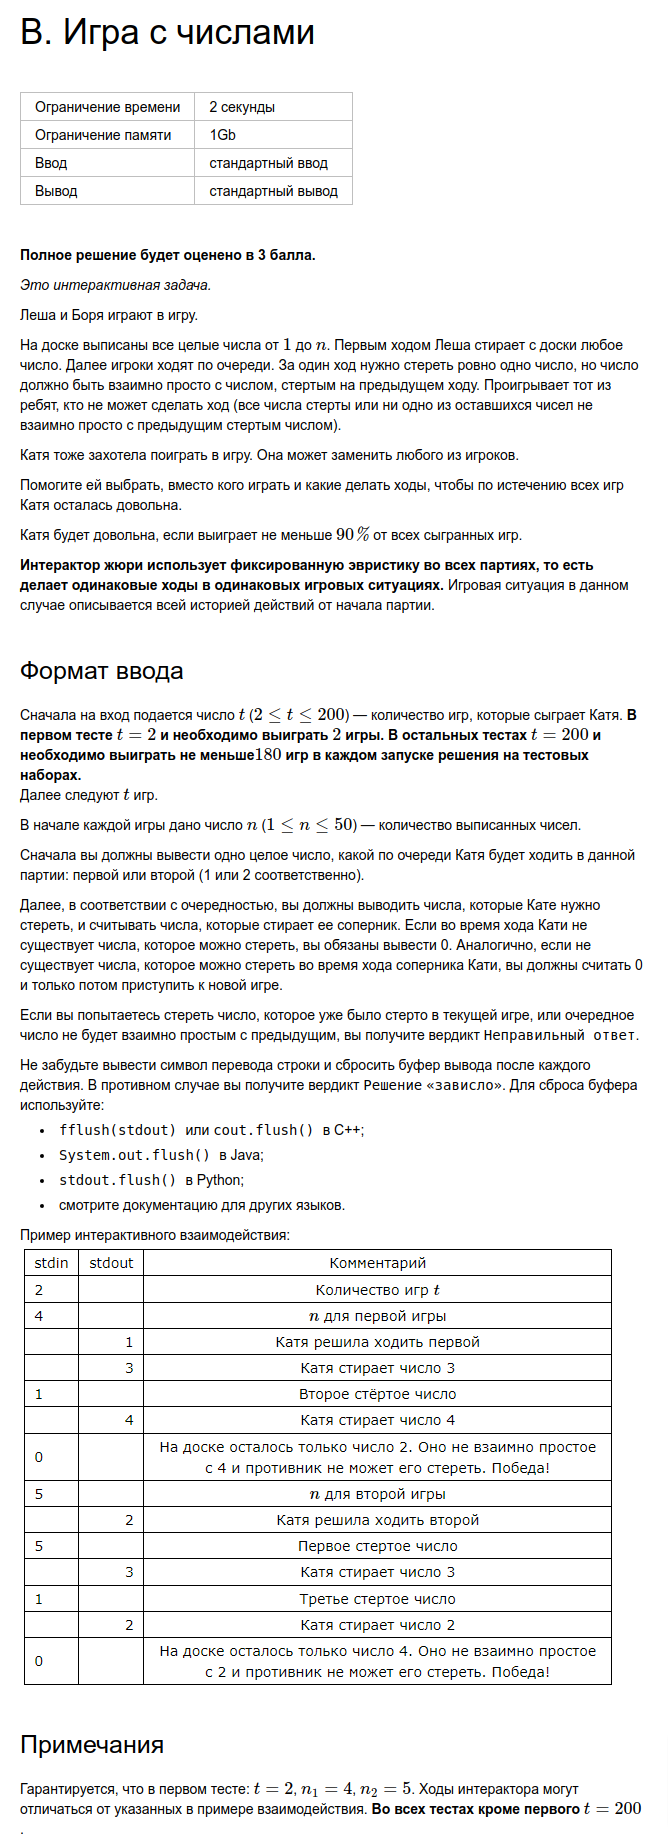 В. Игра с числами
Ограничение времени 2 секунды
Ограничение памяти 1Gb
Ввод стандартный ввод
Вывод стандартный вывод
Полное решение будет оценено в 3 балла.
Это интерактивная задача.
Леша и Боря играют в игру.
На доске выписаны все целые числа от 1 до n. Первым ходом Леша стирает с доски любое
число. Далее игроки ходят по очереди. За один ход нужно стереть ровно одно число, но число
должно быть взаимно просто с числом, стертым на предыдущем ходу. Проигрывает тот из
ребят, кто не может сделать ход (все числа стерты или ни одно из оставшихся чисел не
взаимно просто с предыдущим стертым числом).
Катя тоже захотела поиграть в игру. Она может заменить любого из игроков.
Помогите ей выбрать, вместо кого играть и какие делать ходы, чтобы по истечению всех игр
Катя осталась довольна.
Катя будет довольна, если выиграет не меньше 90% от всех сыгранных игр.
Интерактор жюри использует фиксированную эвристику во всех партиях, то есть
делает одинаковые ходы в одинаковых игровых ситуациях. Игровая ситуация в данном
случае описывается всей историей действий от начала партии.
Формат ввода
Сначала на вход подается число t (2 ≤ t ≤ 200) — количество игр, которые сыграет Катя. В
первом тесте t = 2 и необходимо выиграть 2 игры. В остальных тестах t = 200 и
необходимо выиграть не меньше180 игр в каждом запуске решения на тестовых
наборах.
Далее следуют t игр.
В начале каждой игры дано число n (1 ≤ n ≤ 50) — количество выписанных чисел.
Сначала вы должны вывести одно целое число, какой по очереди Катя будет ходить в данной
партии: первой или второй (1 или 2 соответственно).
Далее, в соответствии с очередностью, вы должны выводить числа, которые Кате нужно
стереть, и считывать числа, которые стирает ее соперник. Если во время хода Кати не
существует числа, которое можно стереть, вы обязаны вывести 0. Аналогично, если не
существует числа, которое можно стереть во время хода соперника Кати, вы должны считать 0
и только потом приступить к новой игре.
Если вы попытаетесь стереть число, которое уже было стерто в текущей игре, или очередное
число не будет взаимно простым с предыдущим, вы получите вердикт Неправильный ответ.
Не забудьте вывести символ перевода строки и сбросить буфер вывода после каждого
действия. В противном случае вы получите вердикт Решение «зависло». Для сброса буфера
используйте:
• fflush(stdout) или cout.flush() в C++;
• System.out.flush() в Java;
• stdout.flush() в Python;
• смотрите документацию для других языков.
Пример интерактивного взаимодействия:
stdin stdout Комментарий
2 Количество игр t
4 n для первой игры
1 Катя решила ходить первой
3 Катя стирает число 3
1 Второе стёртое число
4 Катя стирает число 4
0 На доске осталось только число 2. Оно не взаимно простое
с 4 и противник не может его стереть. Победа!
5 n для второй игры
2 Катя решила ходить второй
5 Первое стертое число
3 Катя стирает число 3
1 Третье стертое число
2 Катя стирает число 2
0 На доске осталось только число 4. Оно не взаимно простое
с 2 и противник не может его стереть. Победа!
Примечания
Гарантируется, что в первом тесте: t = 2, n₁ = 4, n₂ = 5. Ходы интерактора могут
отличаться от указанных в примере взаимодействия. Во всех тестах кроме первого t = 200
.